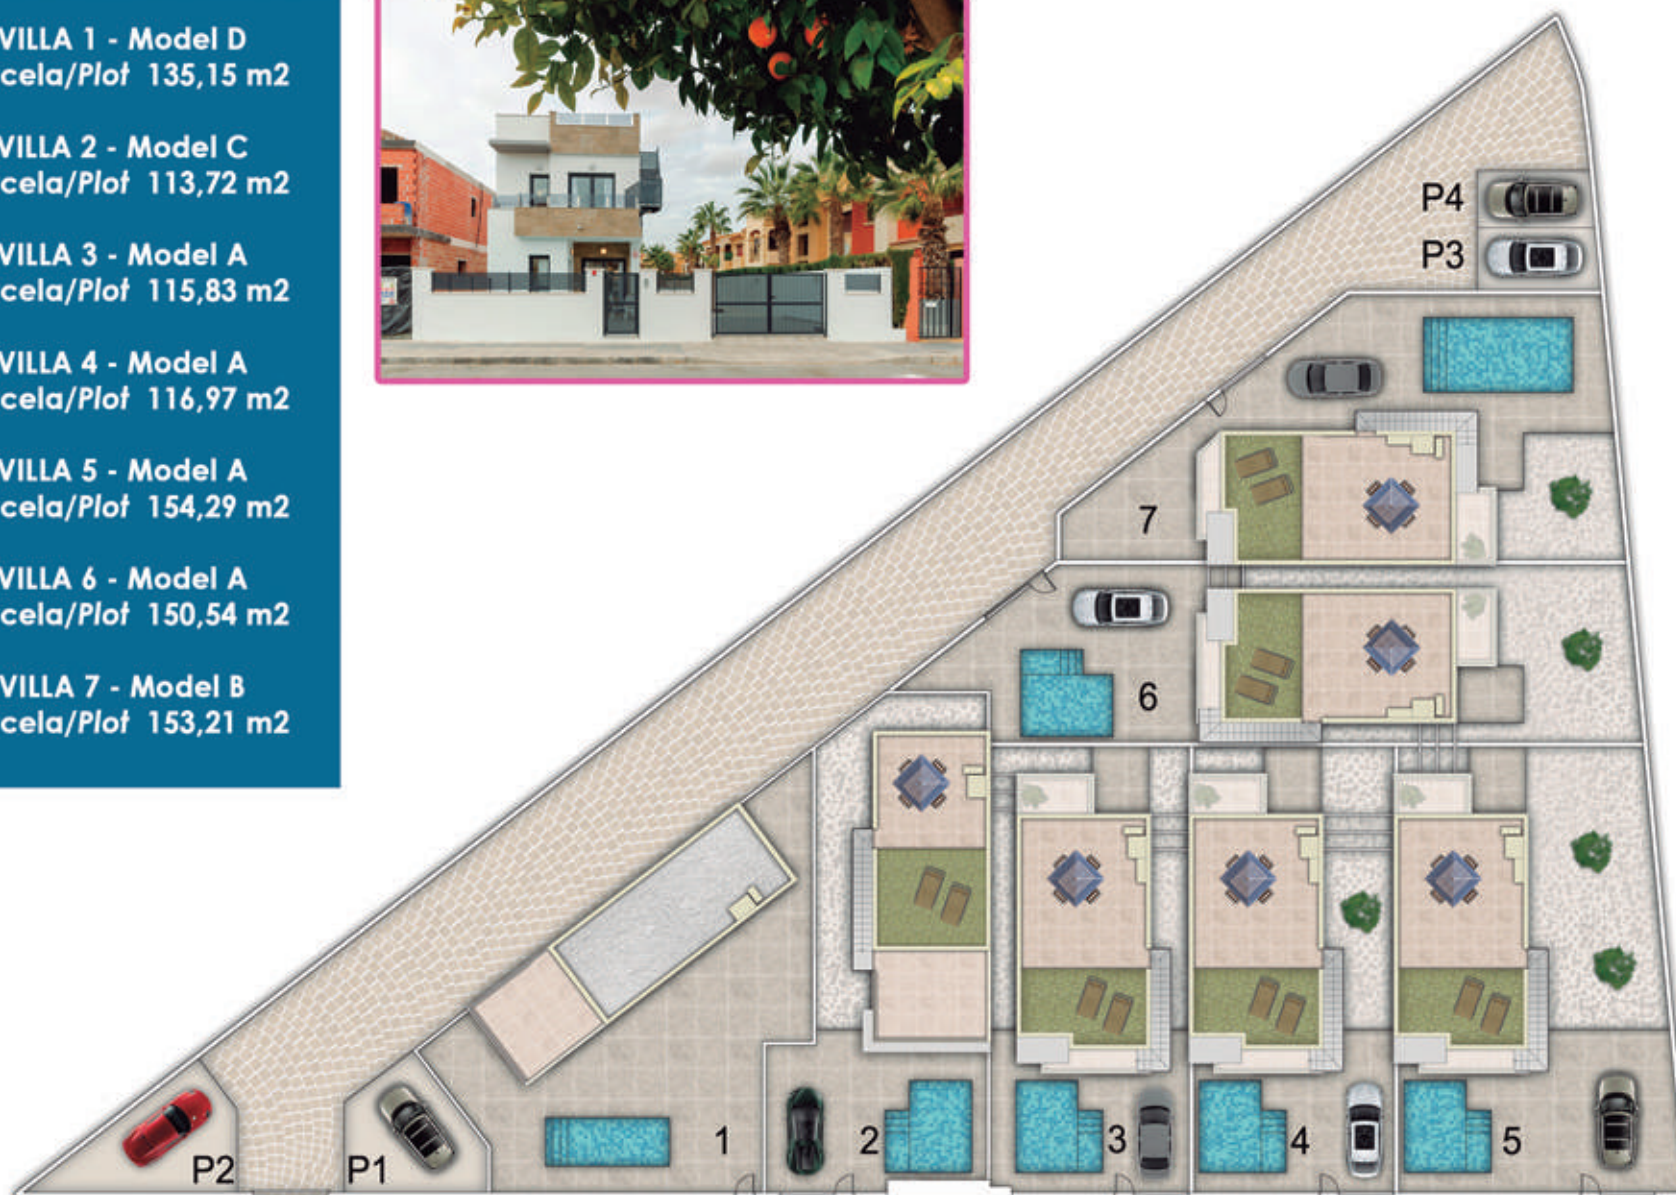 VILLA 1 - Model D
cela/Plot 135,15 m2
VILLA 2 - Model C
cela/Plot 113,72 m2
VILLA 3 - Model A
cela/Plot 115,83 m2
VILLA 4 - Model A
cela/Plot 116,97 m2
VILLA 5 - Model A
cela/Plot 154,29 m2
VILLA 6 - Model A
cela/Plot 150,54 m2
VILLA 7 - Model B
cela/Plot 153,21 m2
P4
P3
7
6
1
2
3
4
5
P2
P1